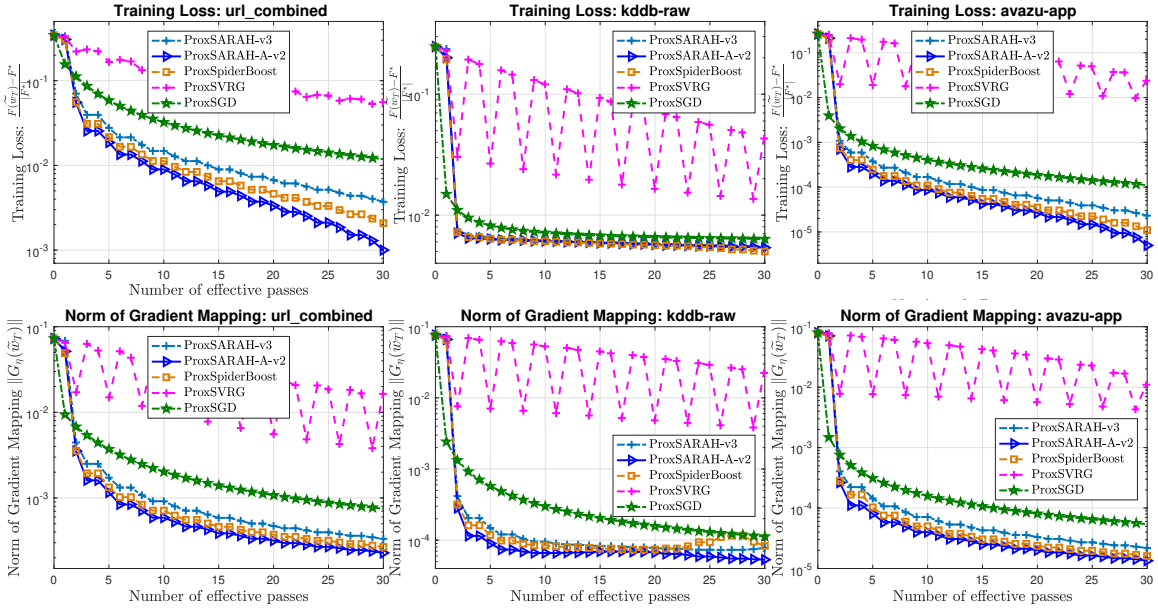 Training Loss: url_combined
Training Loss: kddb-raw
Training Loss: avazu-app
ProxSARAH-v3
ProxSARAH-A-v2
ProxSpiderBoost
ProxSVRG
ProxSGD
ProxSARAH-v3
ProxSARAH-A-v2
ProxSpiderBoost
ProxSVRG
ProxSGD
ProxSARAH-v3
ProxSARAH-A-v2
ProxSpiderBoost
ProxSVRG
ProxSGD
Training Loss: F(w̃_T)−F*/|F*|
Training Loss: F(w̃_T)−F*/|F*|
Training Loss: F(w̃_T)−F*/|F*|
10^-1
10^-2
10^-3
10^-1
10^-2
10^-1
10^-2
10^-3
10^-4
10^-5
0 5 10 15 20 25 30
0 5 10 15 20 25 30
0 5 10 15 20 25 30
Number of effective passes
Number of effective passes
Norm of Gradient Mapping: url_combined
Norm of Gradient Mapping: kddb-raw
Norm of Gradient Mapping: avazu-app
ProxSARAH-v3
ProxSARAH-A-v2
ProxSpiderBoost
ProxSVRG
ProxSGD
ProxSARAH-v3
ProxSARAH-A-v2
ProxSpiderBoost
ProxSVRG
ProxSGD
ProxSARAH-v3
ProxSARAH-A-v2
ProxSpiderBoost
ProxSVRG
ProxSGD
Norm of Gradient Mapping ||G_η(w̃_T)||
Norm of Gradient Mapping ||G_η(w̃_T)||
Norm of Gradient Mapping ||G_η(w̃_T)||
10^-1
10^-2
10^-3
10^-1
10^-2
10^-3
10^-4
10^-1
10^-2
10^-3
10^-4
10^-5
0 5 10 15 20 25 30
0 5 10 15 20 25 30
0 5 10 15 20 25 30
Number of effective passes
Number of effective passes
Number of effective passes